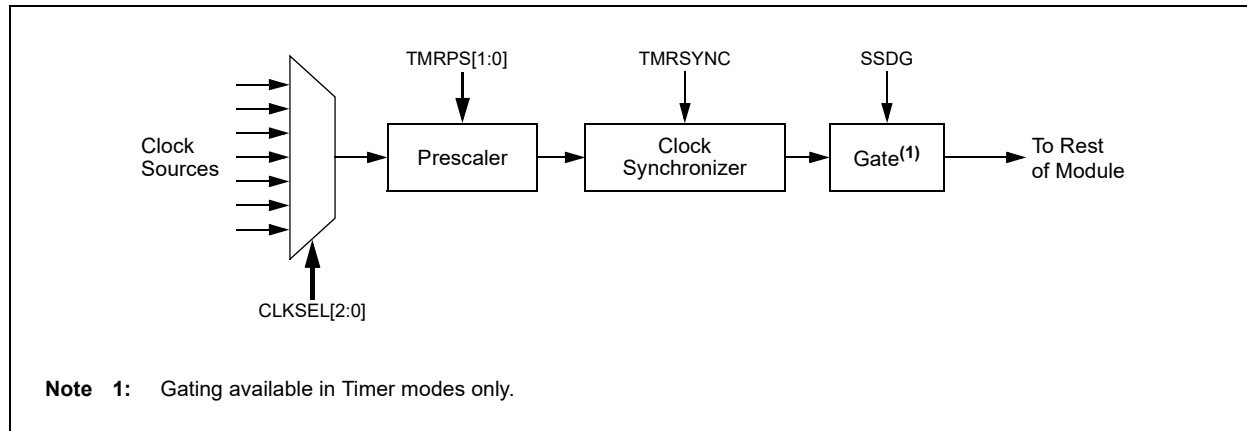 TMRPS[1:0]
TMRSYNC
SSDG
Clock
Sources
Prescaler
Clock
Synchronizer
Gate(1)
To Rest
of Module
CLKSEL[2:0]
Note 1: Gating available in Timer modes only.